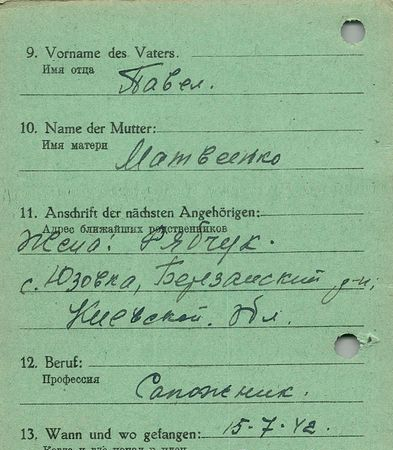 9. Vorname des Vaters.
Имя отца
Павел.
10. Name der Mutter:
Имя матери
Матвеенко
11. Anschrift der nächsten Angehörigen:
Адрес ближайших родственников
Жена: Рябчук.
с. Юзовка, Березанский р-н,
Киевской. обл.
12. Beruf:
Профессия
Сапожник.
13. Wann und wo gefangen: 15-7-42.